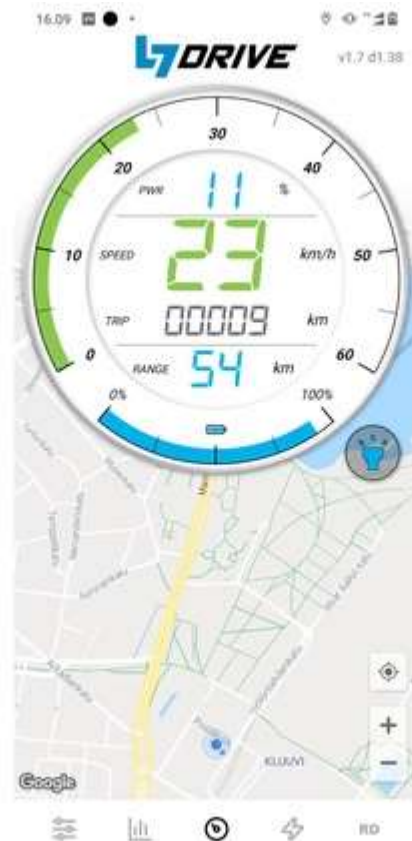 16.09
L7DRIVE
v1.7 d1.38
30
20
40
PWR 11 %
10
SPEED 23 km/h
50
TRIP 00009 km
0
RANGE 54 km
60
0%
100%
KLUUVI
Google
RD